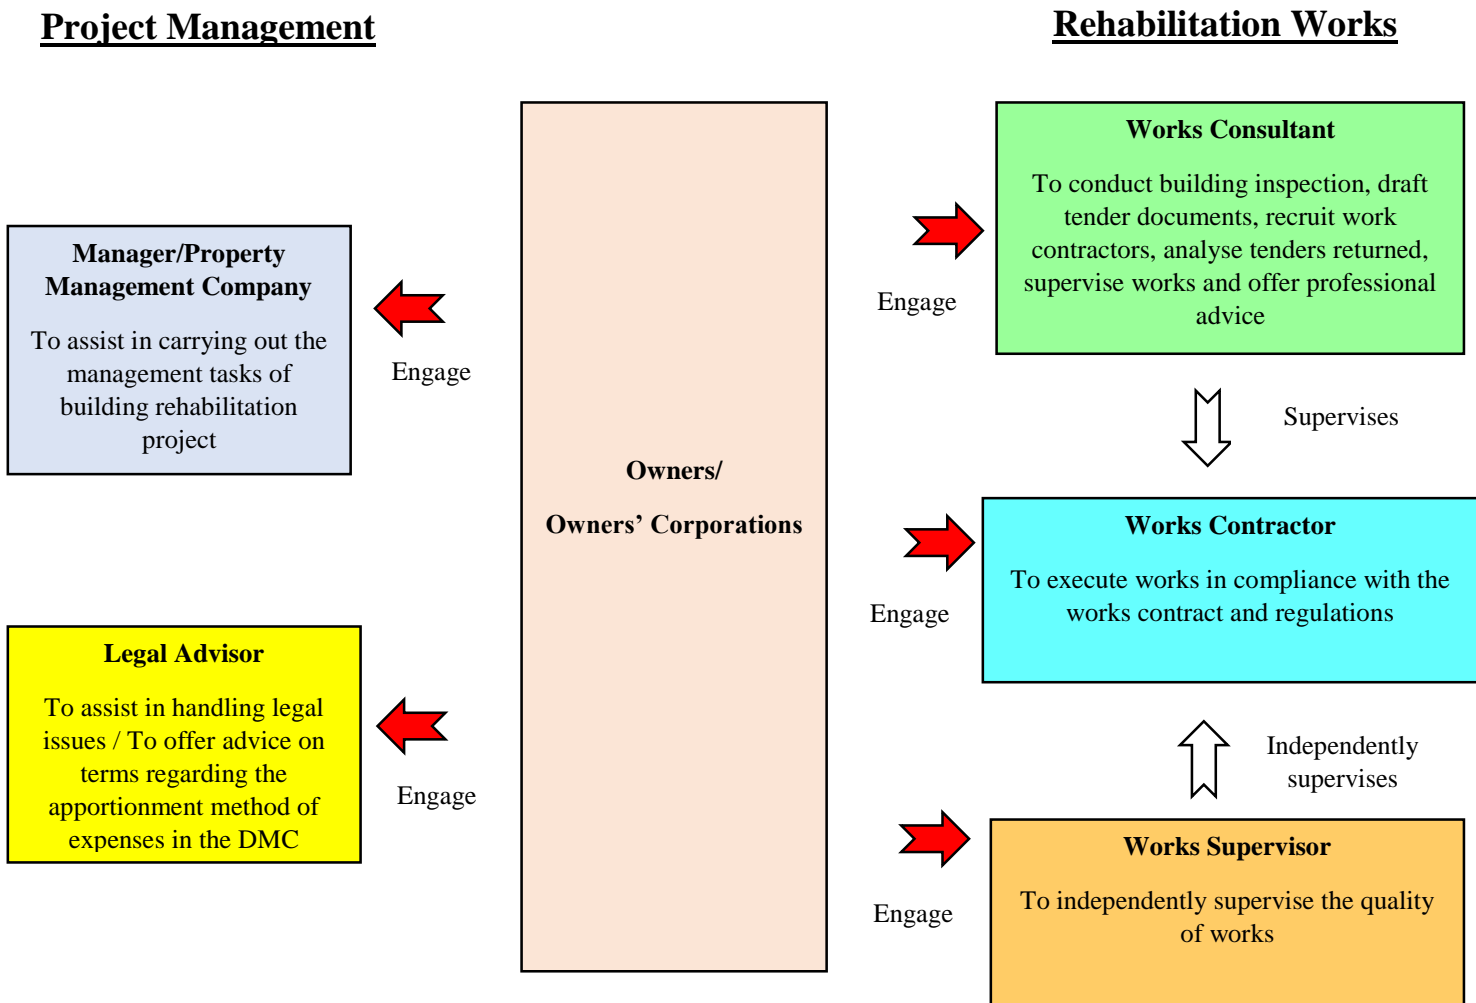 Project Management
Rehabilitation Works
Manager/Property
Management Company
To assist in carrying out the
management tasks of
building rehabilitation
project
Engage
Legal Advisor
To assist in handling legal
issues / To offer advice on
terms regarding the
apportionment method of
expenses in the DMC
Engage
Owners/
Owners’ Corporations
Engage
Works Consultant
To conduct building inspection, draft
tender documents, recruit work
contractors, analyse tenders returned,
supervise works and offer professional
advice
Supervises
Engage
Works Contractor
To execute works in compliance with the
works contract and regulations
Independently
supervises
Engage
Works Supervisor
To independently supervise the quality
of works